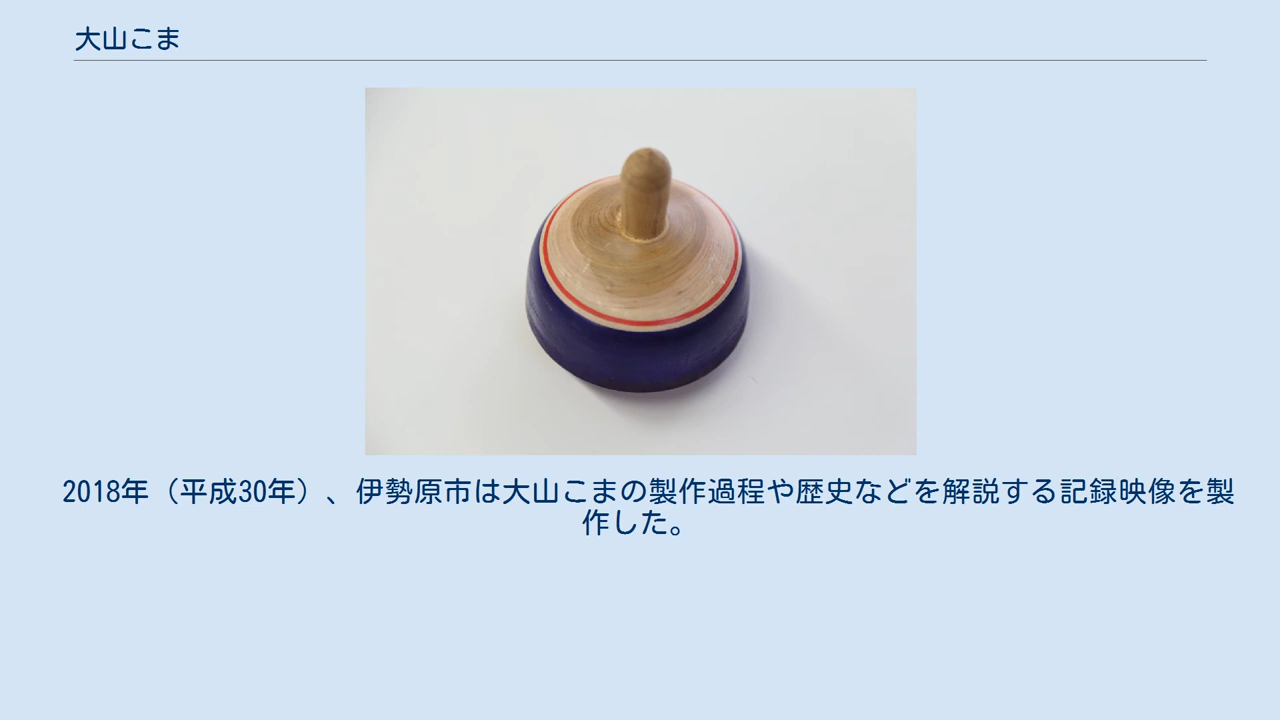 大山こま
2018年（平成30年）、伊勢原市は大山こまの製作過程や歴史などを解説する記録映像を製
作した。